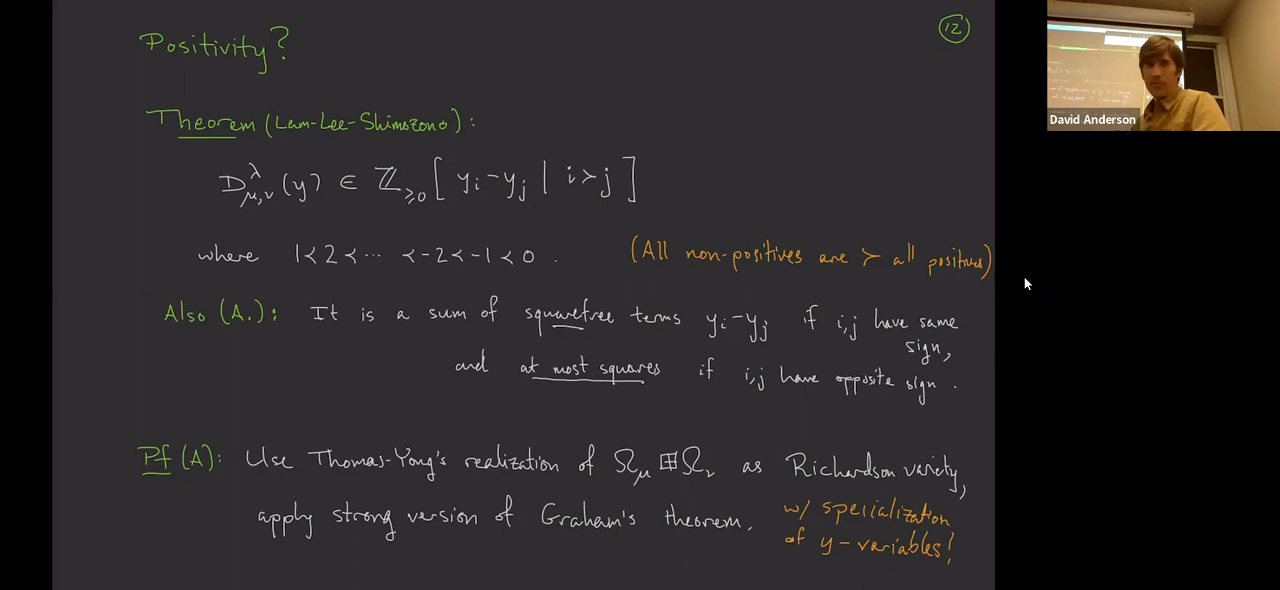 Positivity?
12
Theorem (Lam-Lee-Shimozono):
D^λ_{μ,ν}(y) ∈ ℤ_{≥0}[ y_i - y_j | i ≻ j ]
where 1 ≺ 2 ≺ ⋯ ≺ -2 ≺ -1 ≺ 0 .
(All non-positives are ≻ all positives)
Also (A.): It is a sum of squarefree terms y_i - y_j if i,j have same sign,
and at most squares if i,j have opposite sign .
Pf (A): Use Thomas-Yong's realization of Ω_μ ⊞ Ω_ν as Richardson variety,
apply strong version of Graham's theorem.
w/ specialization
of y-variables!
David Anderson